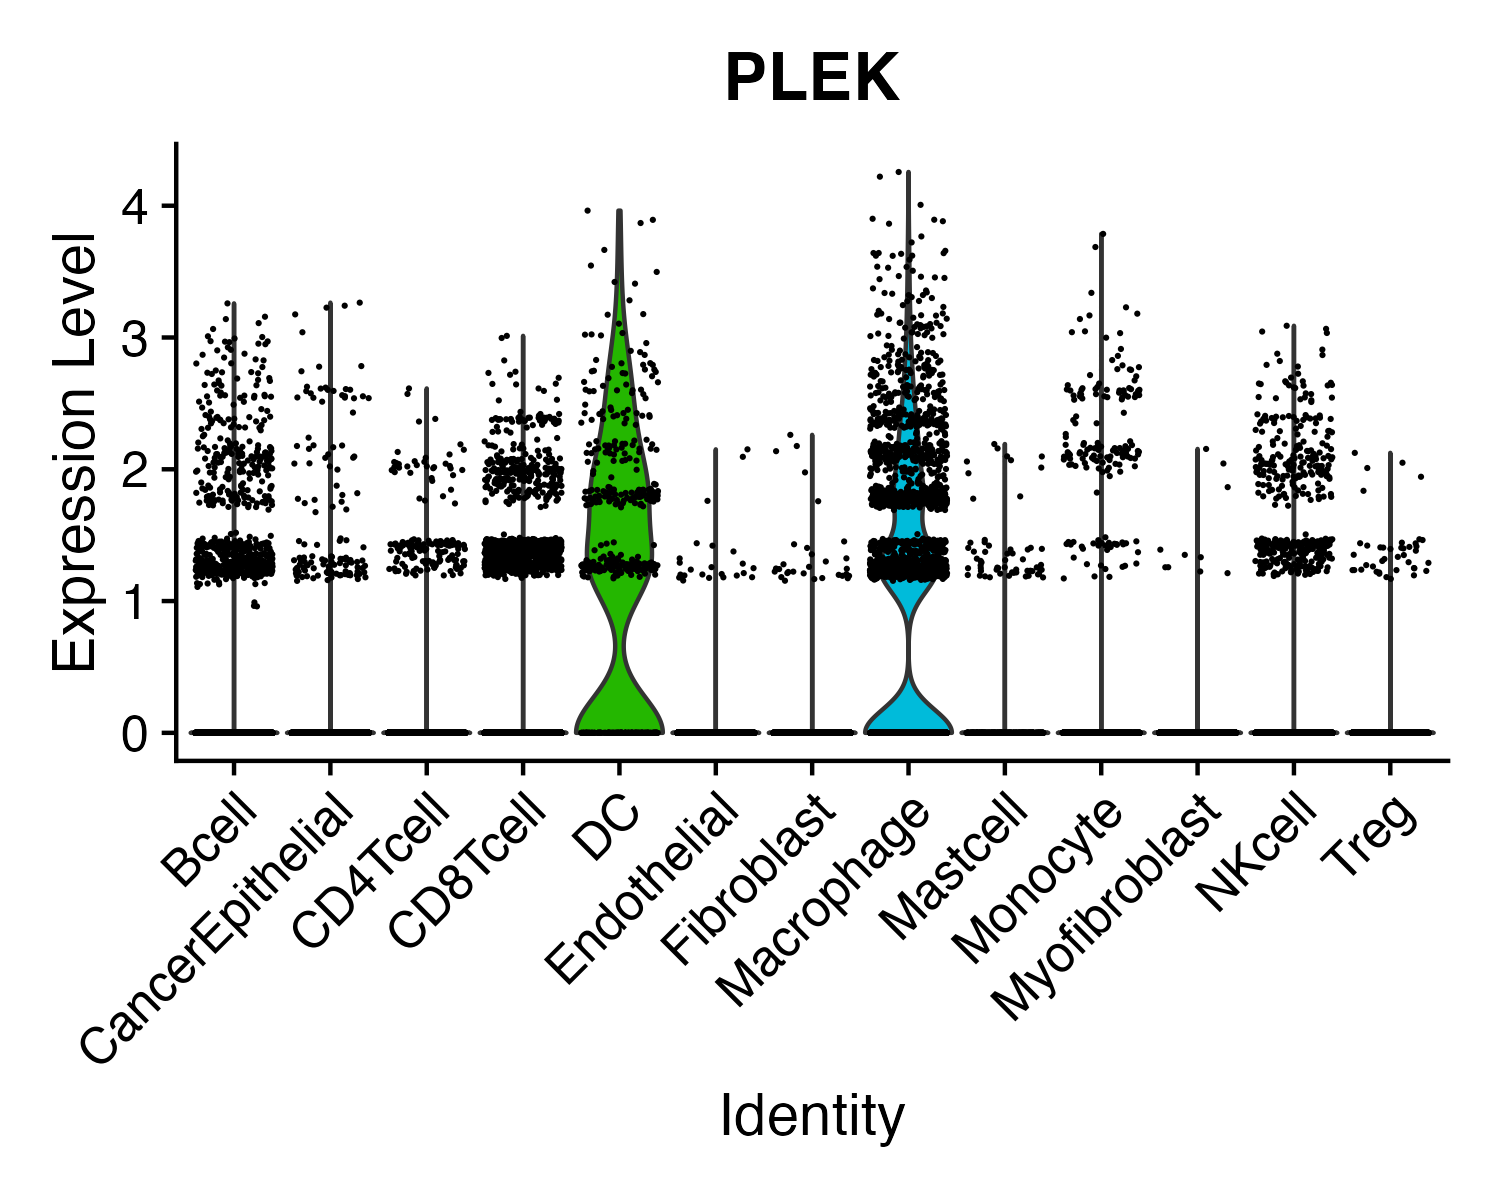 PLEK
Expression Level
4
3
2
1
0
Bcell
CancerEpithelial
CD4Tcell
CD8Tcell
DC
Endothelial
Fibroblast
Macrophage
Mastcell
Monocyte
Myofibroblast
NKcell
Treg
Identity